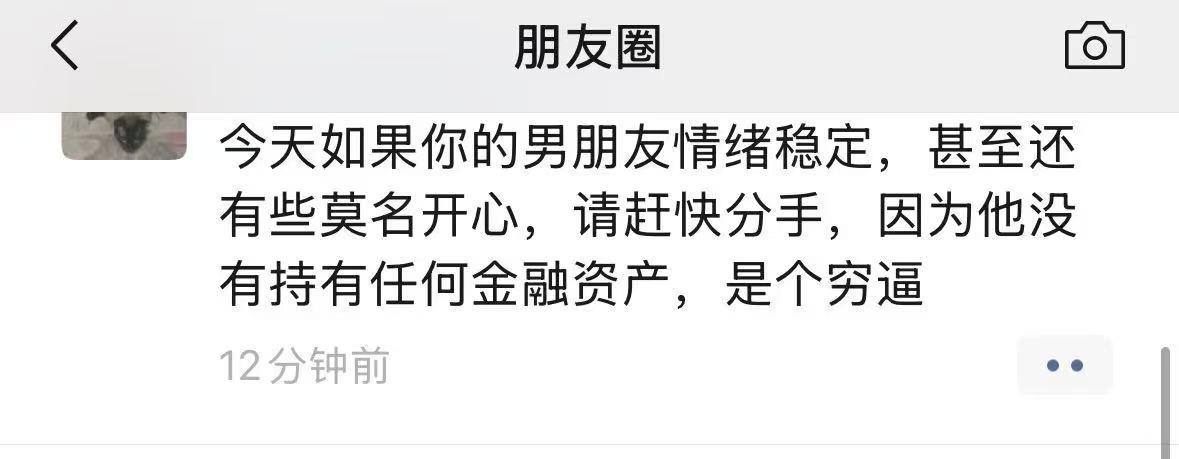 朋友圈
今天如果你的男朋友情绪稳定，甚至还
有些莫名开心，请赶快分手，因为他没
有持有任何金融资产，是个穷逼
12分钟前